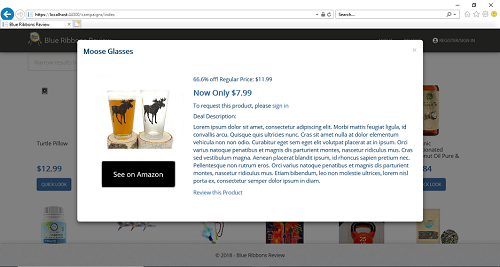 https://localhost:44300/campaigns/index
Search...
Blue Ribbons Review
Blue Ribbons Review
REGISTER/SIGN IN
Moose Glasses
×
66.6% off! Regular Price: $11.99
Now Only $7.99
To request this product, please sign in
Deal Description:
Lorem ipsum dolor sit amet, consectetur adipiscing elit. Morbi mattis feugiat ligula, id
convallis arcu. Quisque quis ultricies nunc. Cras sit amet nulla at dolor elementum
vehicula non non odio. Curabitur eget sem eget elit volutpat placerat at in ipsum. Orci
varius natoque penatibus et magnis dis parturient montes, nascetur ridiculus mus. Cras
sed vestibulum magna. Aenean placerat blandit ipsum, id rhoncus sapien pretium nec.
Pellentesque non rutrum eros. Orci varius natoque penatibus et magnis dis parturient
montes, nascetur ridiculus mus. Etiam bibendum, leo non molestie ultrices, lorem nisl
porta ex, consectetur semper dolor ipsum in diam.
Review this Product
See on Amazon
Turtle Pillow
$12.99
QUICK LOOK
nut Oil Pure &
84
CK LOOK
© 2018 - Blue Ribbons Review